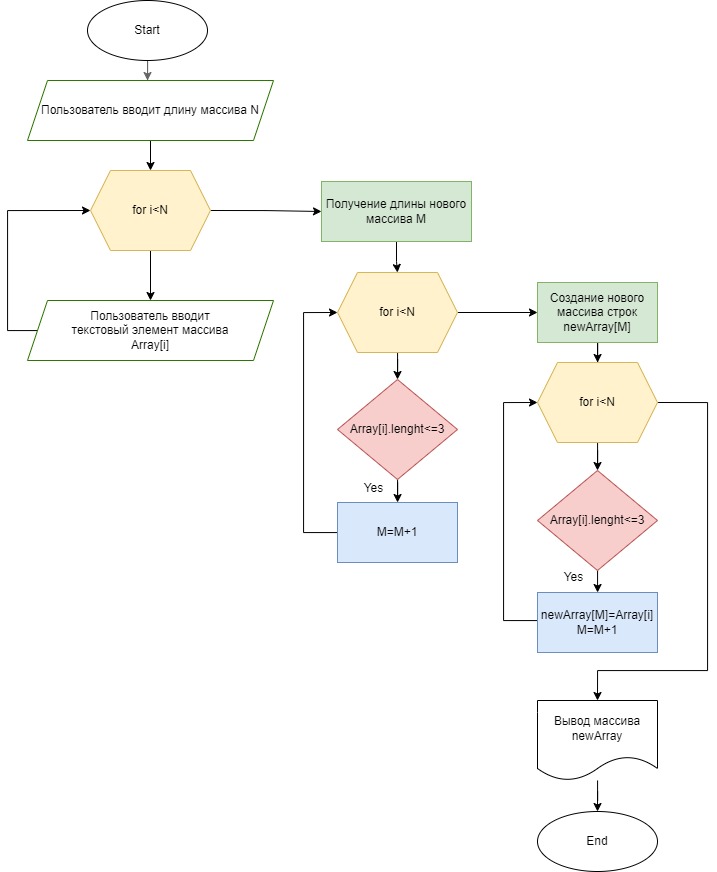 Start
Пользователь вводит длину массива N
for i<N
Пользователь вводит
текстовый элемент массива
Array[i]
Получение длины нового
массива M
for i<N
Array[i].lenght<=3
Yes
M=M+1
Создание нового
массива строк
newArray[M]
for i<N
Array[i].lenght<=3
Yes
newArray[M]=Array[i]
M=M+1
Вывод массива
newArray
End